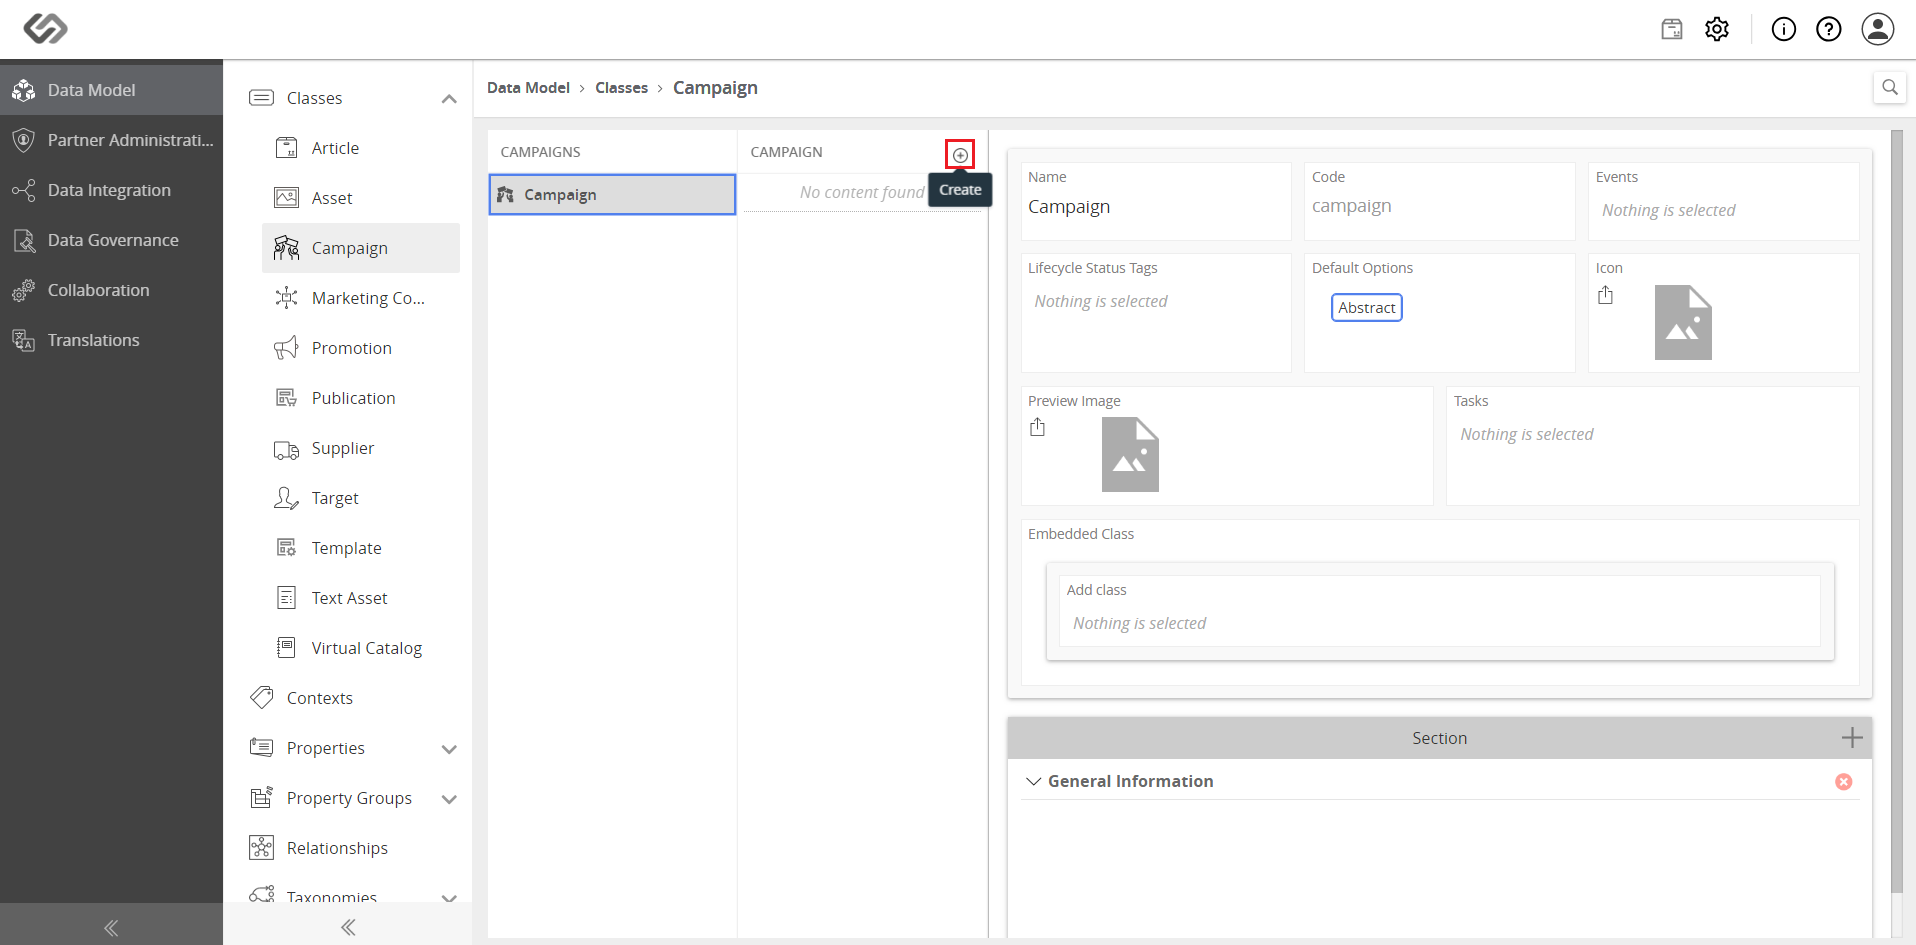 Data Model
Partner Administrati...
Data Integration
Data Governance
Collaboration
Translations
Classes
Article
Asset
Campaign
Marketing Co...
Promotion
Publication
Supplier
Target
Template
Text Asset
Virtual Catalog
Contexts
Properties
Property Groups
Relationships
Taxonomies
Data Model › Classes › Campaign
CAMPAIGNS
Campaign
CAMPAIGN
No content found
Create
Name
Campaign
Code
campaign
Events
Nothing is selected
Lifecycle Status Tags
Nothing is selected
Default Options
Abstract
Icon
Preview Image
Tasks
Nothing is selected
Embedded Class
Add class
Nothing is selected
Section
General Information